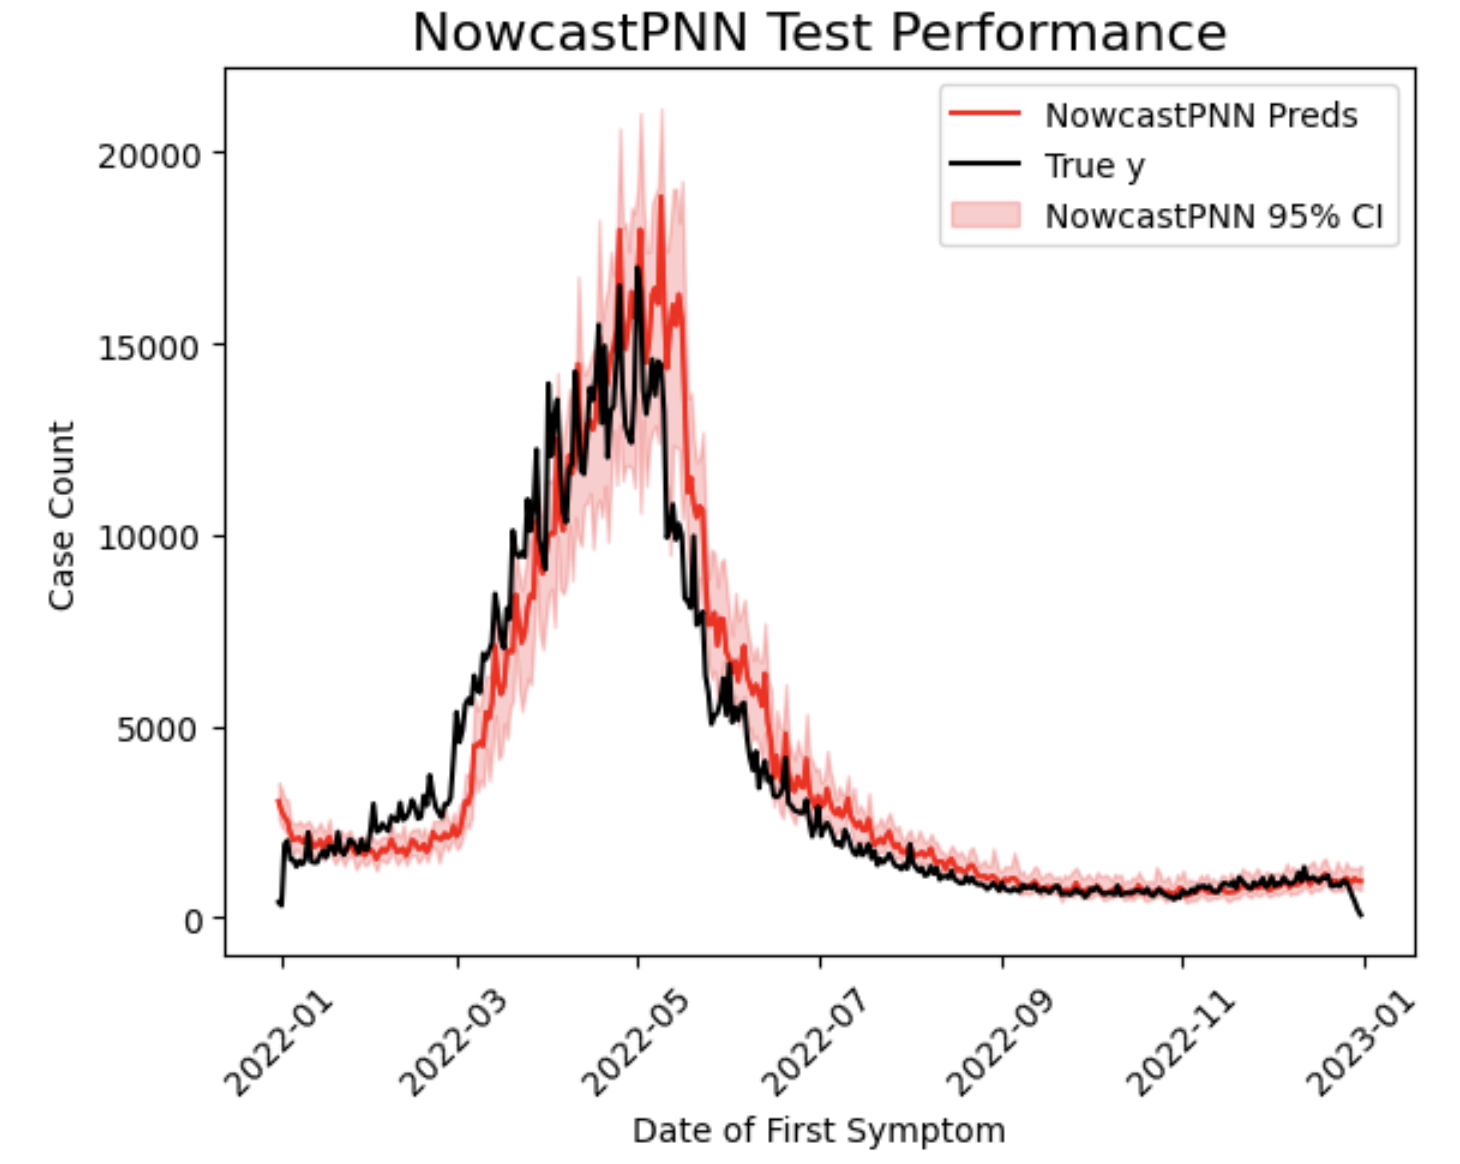 NowcastPNN Test Performance
NowcastPNN Preds
True y
NowcastPNN 95% CI
20000
15000
10000
5000
0
Case Count
2022-01
2022-03
2022-05
2022-07
2022-09
2022-11
2023-01
Date of First Symptom